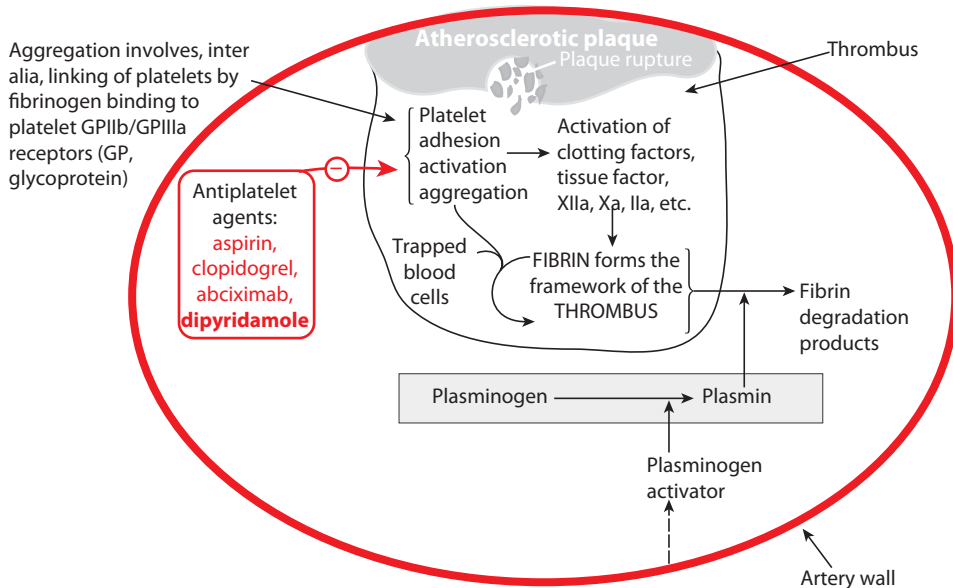 Aggregation involves, inter
alia, linking of platelets by
fibrinogen binding to
platelet GPIIb/GPIIIa
receptors (GP,
glycoprotein)
Atherosclerotic plaque
Plaque rupture
Thrombus
Platelet
adhesion
activation
aggregation
Activation of
clotting factors,
tissue factor,
XIIa, Xa, IIa, etc.
−
Antiplatelet
agents:
aspirin,
clopidogrel,
abciximab,
dipyridamole
Trapped
blood
cells
FIBRIN forms the
framework of the
THROMBUS
Fibrin
degradation
products
Plasminogen
Plasmin
Plasminogen
activator
Artery wall